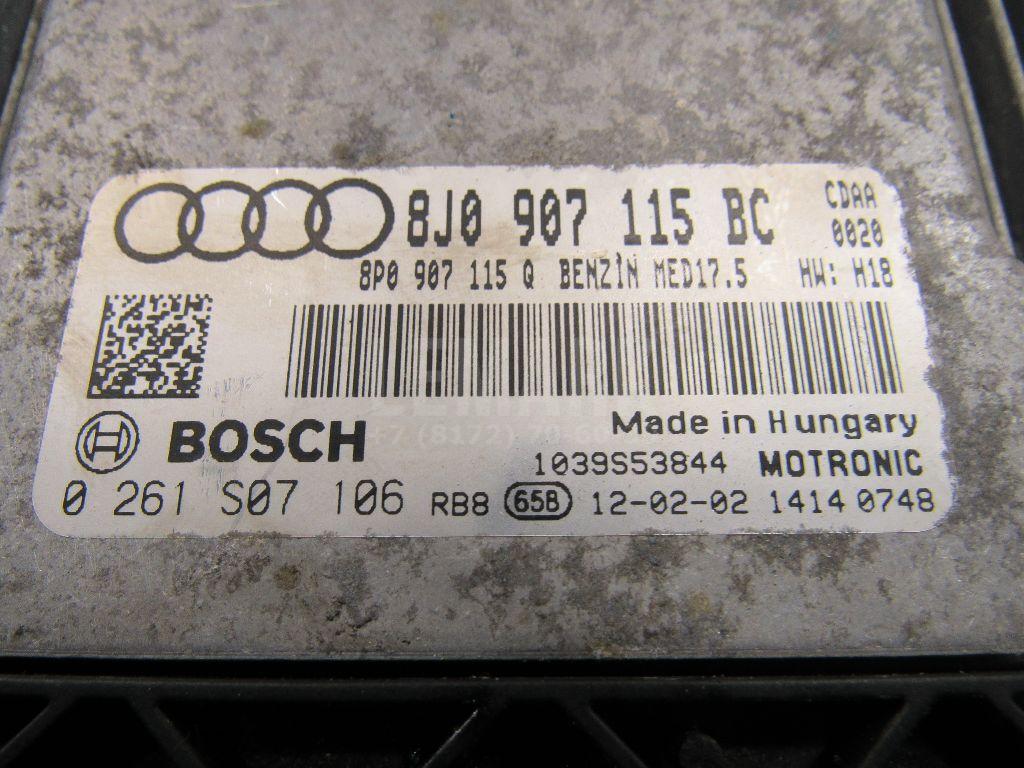 8J0 907 115 BC CDAA
0020
8P0 907 115 Q BENZIN MED17.5 HW: H18
BOSCH
Made in Hungary
1039S53844 MOTRONIC
0 261 S07 106 RB8 65B 12-02-02 1414 0748